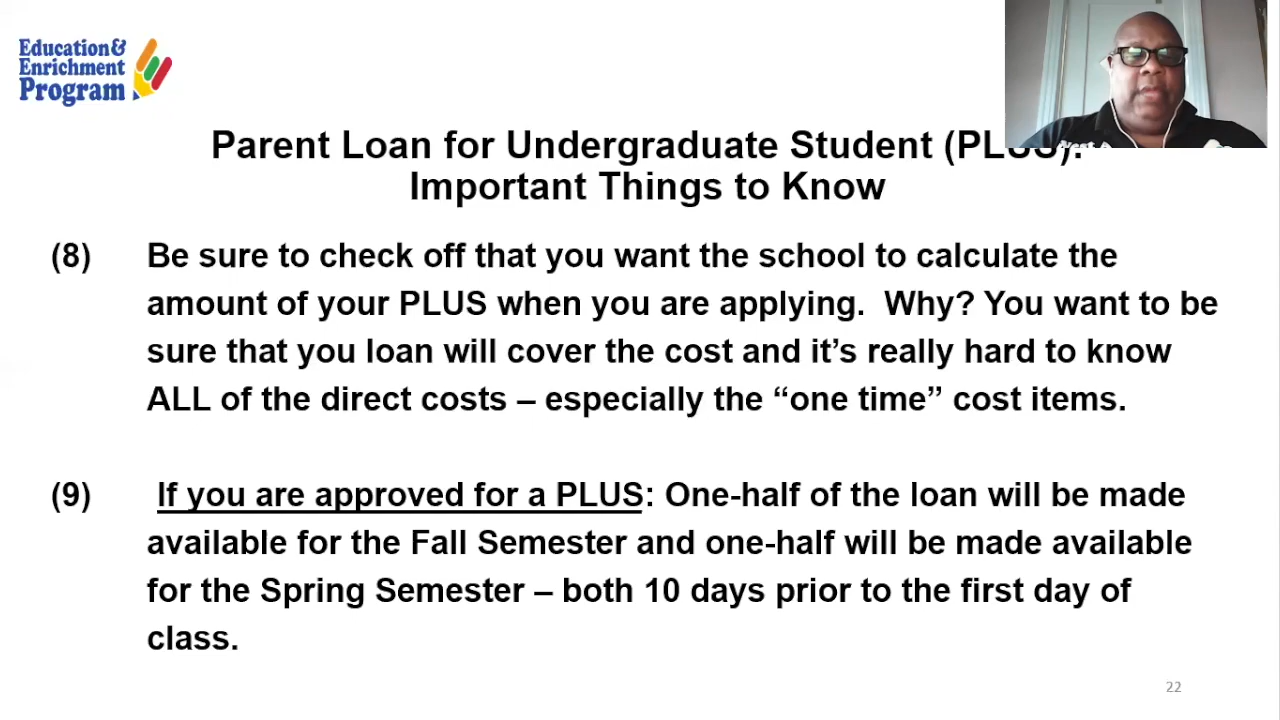 Education&
Enrichment
Program
Parent Loan for Undergraduate Student (PLUS):
Important Things to Know
(8) Be sure to check off that you want the school to calculate the
amount of your PLUS when you are applying. Why? You want to be
sure that you loan will cover the cost and it’s really hard to know
ALL of the direct costs – especially the “one time” cost items.
(9) If you are approved for a PLUS: One-half of the loan will be made
available for the Fall Semester and one-half will be made available
for the Spring Semester – both 10 days prior to the first day of
class.
22